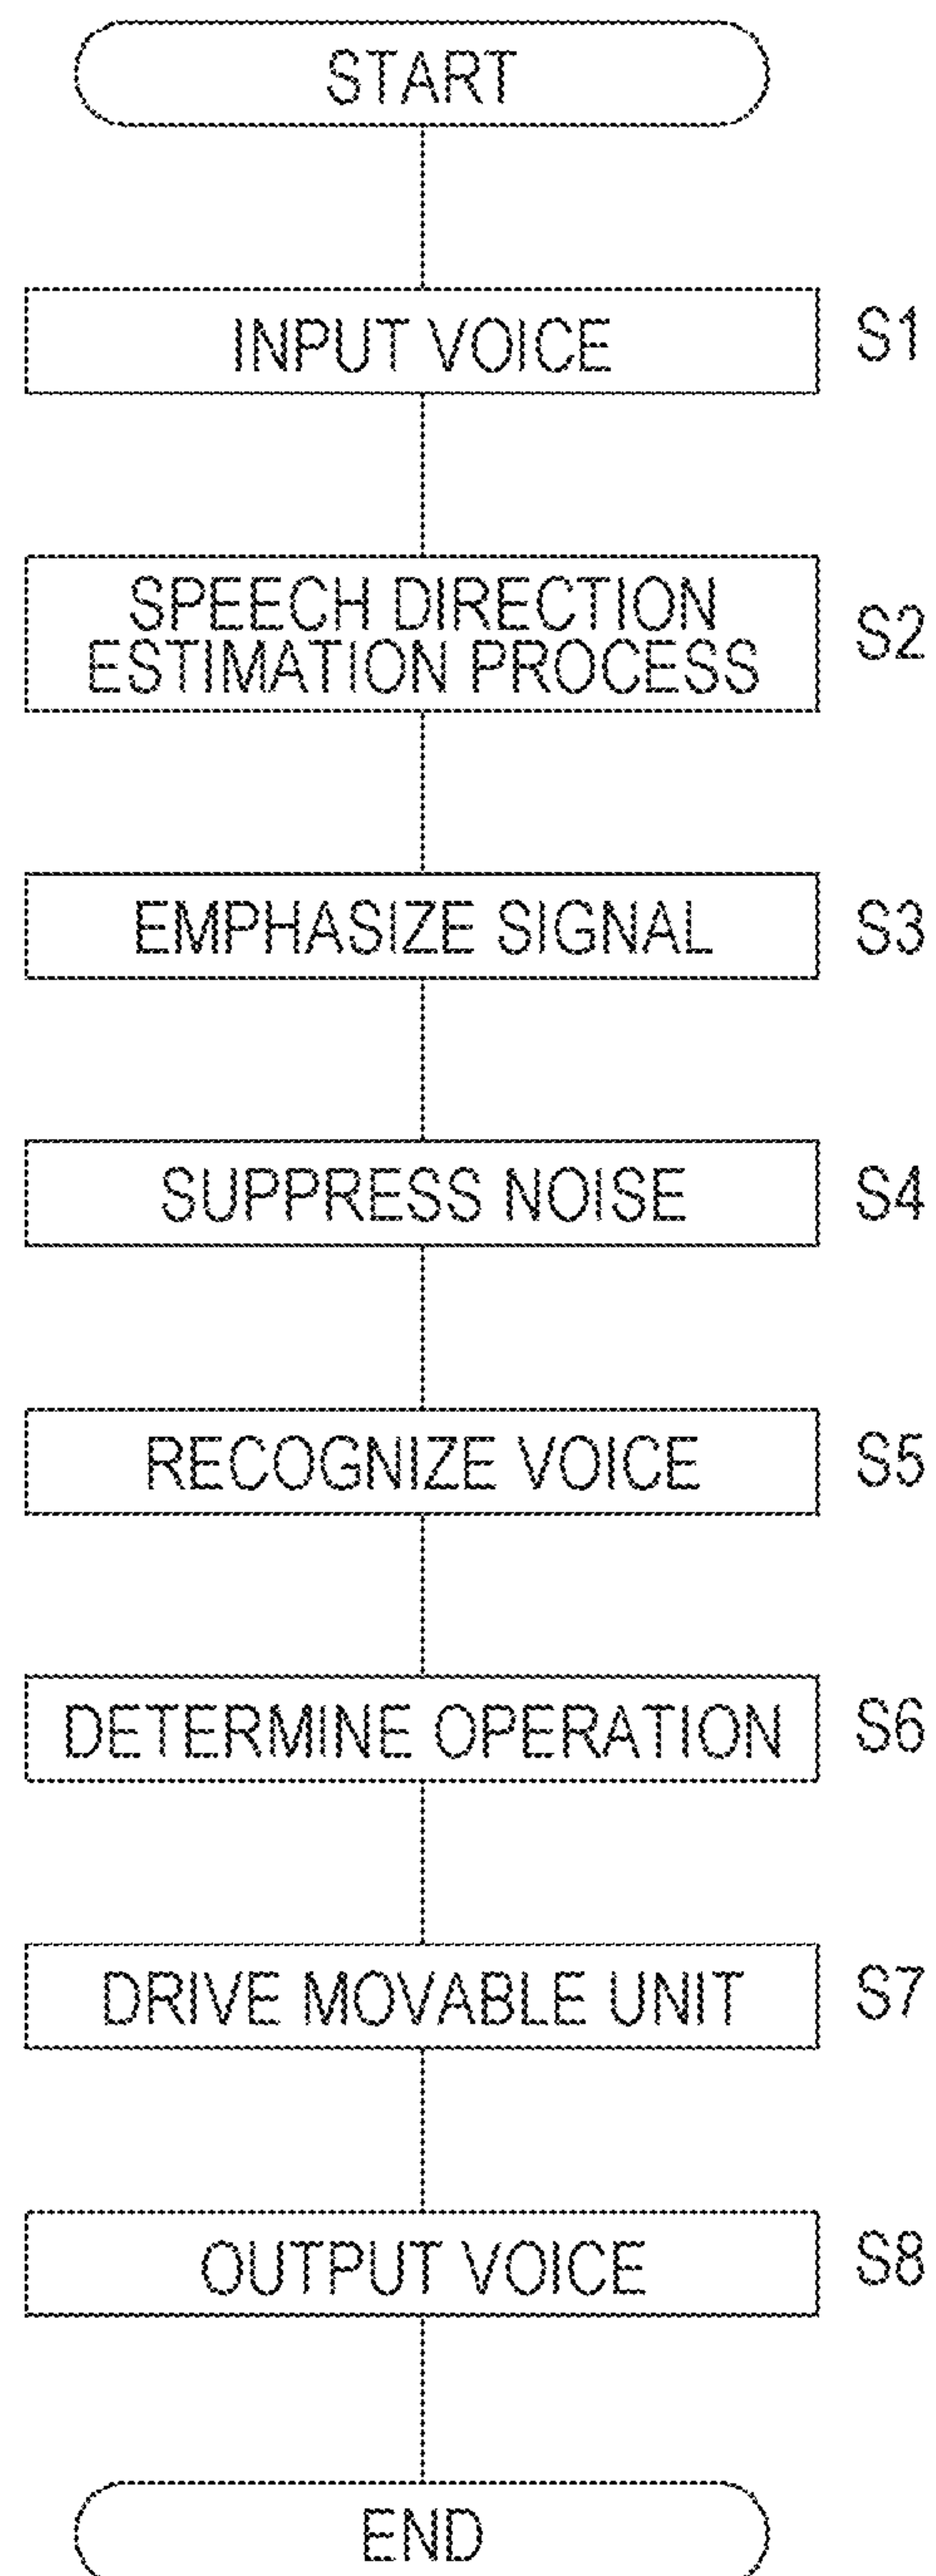 START
INPUT VOICE S1
SPEECH DIRECTION
ESTIMATION PROCESS S2
EMPHASIZE SIGNAL S3
SUPPRESS NOISE S4
RECOGNIZE VOICE S5
DETERMINE OPERATION S6
DRIVE MOVABLE UNIT S7
OUTPUT VOICE S8
END